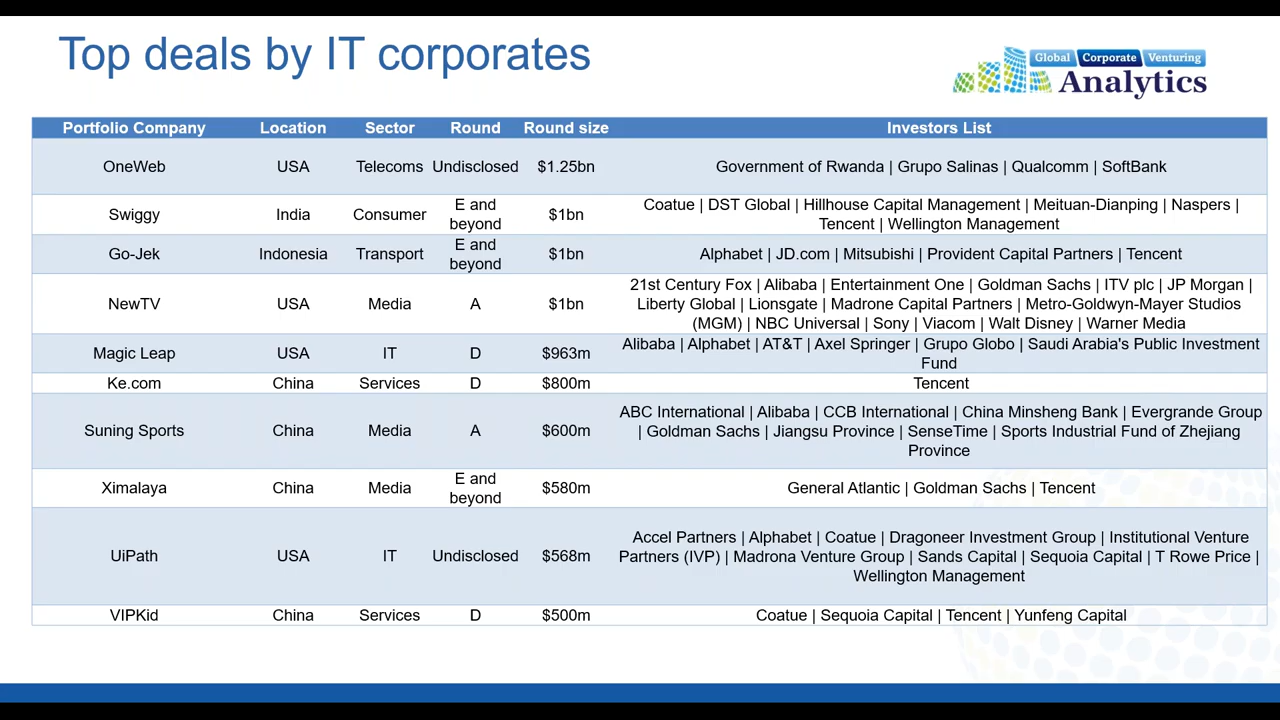 Top deals by IT corporates
Global Corporate Venturing
Analytics
Portfolio Company Location Sector Round Round size Investors List
OneWeb USA Telecoms Undisclosed $1.25bn Government of Rwanda | Grupo Salinas | Qualcomm | SoftBank
Swiggy India Consumer E and beyond $1bn Coatue | DST Global | Hillhouse Capital Management | Meituan-Dianping | Naspers |
Tencent | Wellington Management
Go-Jek Indonesia Transport E and beyond $1bn Alphabet | JD.com | Mitsubishi | Provident Capital Partners | Tencent
NewTV USA Media A $1bn 21st Century Fox | Alibaba | Entertainment One | Goldman Sachs | ITV plc | JP Morgan |
Liberty Global | Lionsgate | Madrone Capital Partners | Metro-Goldwyn-Mayer Studios
(MGM) | NBC Universal | Sony | Viacom | Walt Disney | Warner Media
Magic Leap USA IT D $963m Alibaba | Alphabet | AT&T | Axel Springer | Grupo Globo | Saudi Arabia's Public Investment
Fund
Ke.com China Services D $800m Tencent
Suning Sports China Media A $600m ABC International | Alibaba | CCB International | China Minsheng Bank | Evergrande Group
| Goldman Sachs | Jiangsu Province | SenseTime | Sports Industrial Fund of Zhejiang
Province
Ximalaya China Media E and beyond $580m General Atlantic | Goldman Sachs | Tencent
UiPath USA IT Undisclosed $568m Accel Partners | Alphabet | Coatue | Dragoneer Investment Group | Institutional Venture
Partners (IVP) | Madrona Venture Group | Sands Capital | Sequoia Capital | T Rowe Price |
Wellington Management
VIPKid China Services D $500m Coatue | Sequoia Capital | Tencent | Yunfeng Capital